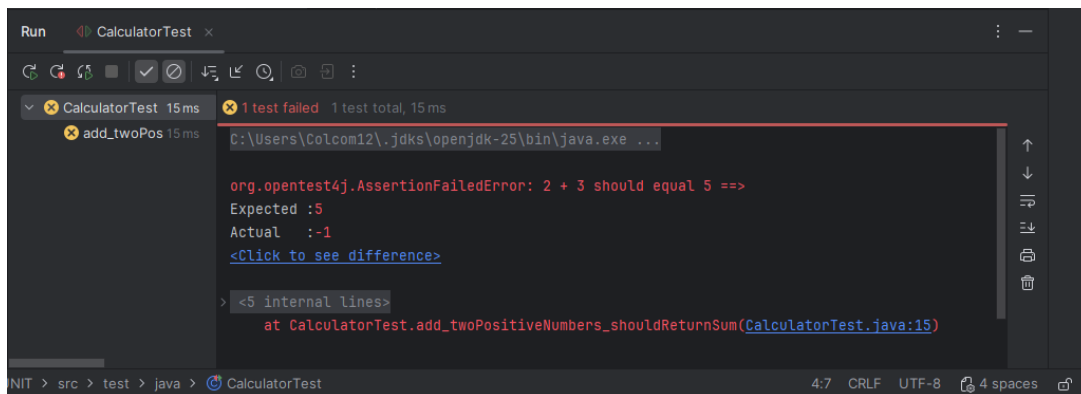 Run CalculatorTest
CalculatorTest 15 ms
1 test failed 1 test total, 15 ms
add_twoPos 15 ms
C:\Users\Colcom12\.jdks\openjdk-25\bin\java.exe ...
org.opentest4j.AssertionFailedError: 2 + 3 should equal 5 ==>
Expected :5
Actual   :-1
<Click to see difference>
<5 internal lines>
at CalculatorTest.add_twoPositiveNumbers_shouldReturnSum(CalculatorTest.java:15)
NIT > src > test > java > CalculatorTest 4:7 CRLF UTF-8 4 spaces